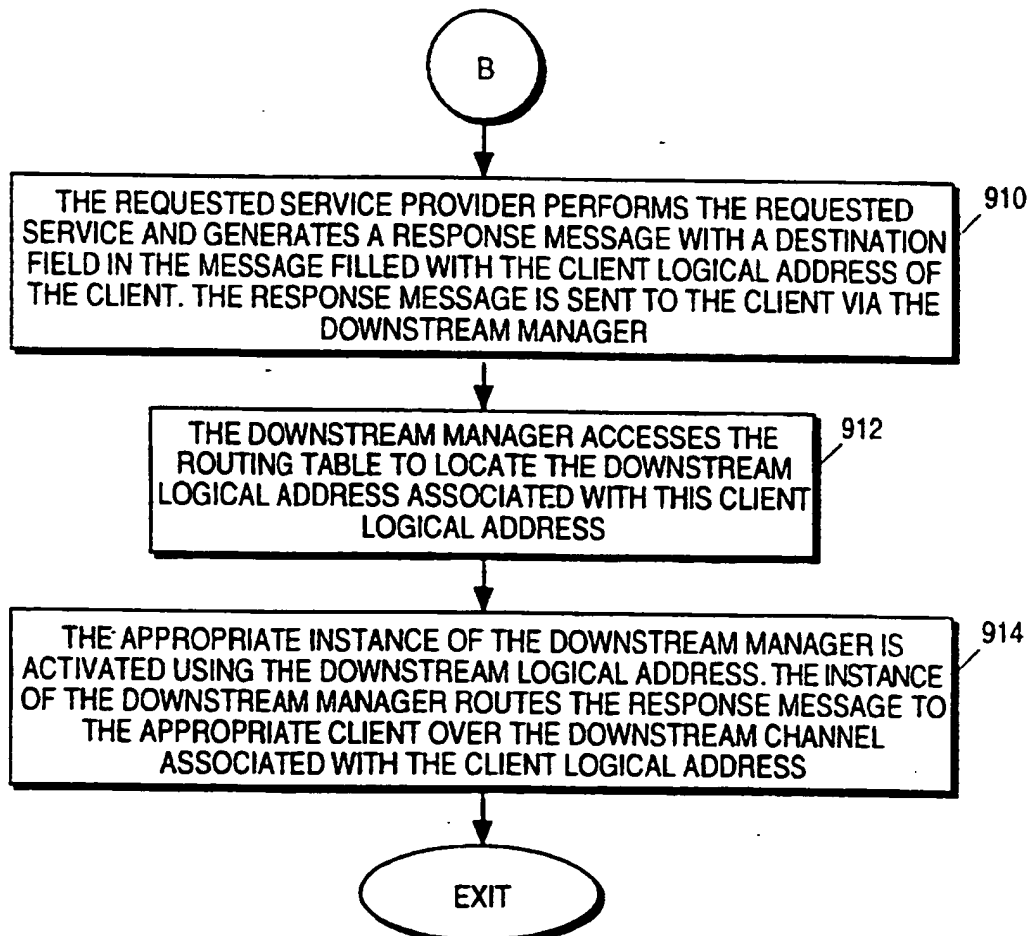 B
THE REQUESTED SERVICE PROVIDER PERFORMS THE REQUESTED
SERVICE AND GENERATES A RESPONSE MESSAGE WITH A DESTINATION
FIELD IN THE MESSAGE FILLED WITH THE CLIENT LOGICAL ADDRESS OF
THE CLIENT. THE RESPONSE MESSAGE IS SENT TO THE CLIENT VIA THE
DOWNSTREAM MANAGER
910
THE DOWNSTREAM MANAGER ACCESSES THE
ROUTING TABLE TO LOCATE THE DOWNSTREAM
LOGICAL ADDRESS ASSOCIATED WITH THIS CLIENT
LOGICAL ADDRESS
912
THE APPROPRIATE INSTANCE OF THE DOWNSTREAM MANAGER IS
ACTIVATED USING THE DOWNSTREAM LOGICAL ADDRESS. THE INSTANCE
OF THE DOWNSTREAM MANAGER ROUTES THE RESPONSE MESSAGE TO
THE APPROPRIATE CLIENT OVER THE DOWNSTREAM CHANNEL
ASSOCIATED WITH THE CLIENT LOGICAL ADDRESS
914
EXIT